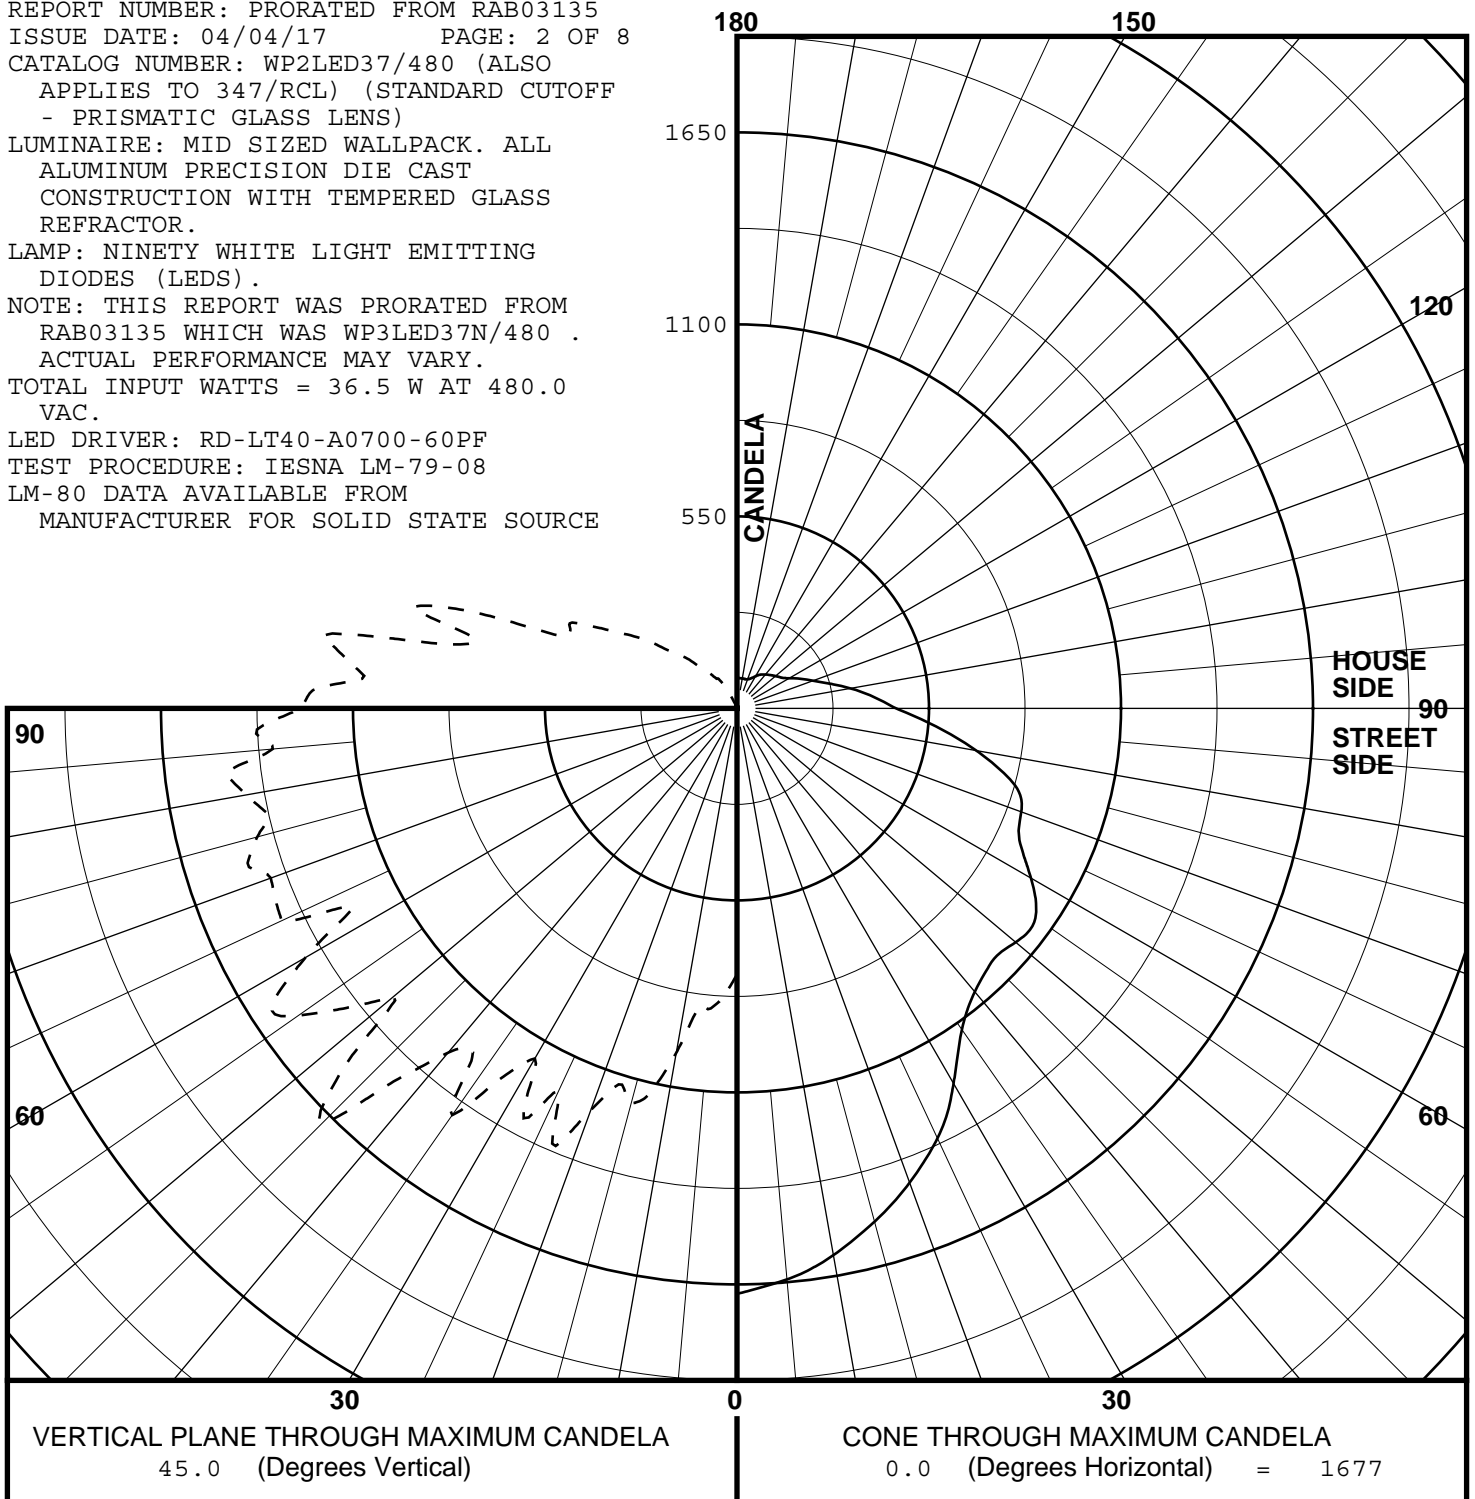 REPORT NUMBER: PRORATED FROM RAB03135
ISSUE DATE: 04/04/17 PAGE: 2 OF 8
CATALOG NUMBER: WP2LED37/480 (ALSO
APPLIES TO 347/RCL) (STANDARD CUTOFF
- PRISMATIC GLASS LENS)
LUMINAIRE: MID SIZED WALLPACK. ALL
ALUMINUM PRECISION DIE CAST
CONSTRUCTION WITH TEMPERED GLASS
REFRACTOR.
LAMP: NINETY WHITE LIGHT EMITTING
DIODES (LEDS).
NOTE: THIS REPORT WAS PRORATED FROM
RAB03135 WHICH WAS WP3LED37N/480 .
ACTUAL PERFORMANCE MAY VARY.
TOTAL INPUT WATTS = 36.5 W AT 480.0
VAC.
LED DRIVER: RD-LT40-A0700-60PF
TEST PROCEDURE: IESNA LM-79-08
LM-80 DATA AVAILABLE FROM
MANUFACTURER FOR SOLID STATE SOURCE
180
150
1650
120
1100
CANDELA
550
HOUSE
SIDE
90
90
STREET
SIDE
60
60
30
0
30
VERTICAL PLANE THROUGH MAXIMUM CANDELA
45.0 (Degrees Vertical)
CONE THROUGH MAXIMUM CANDELA
0.0 (Degrees Horizontal) = 1677